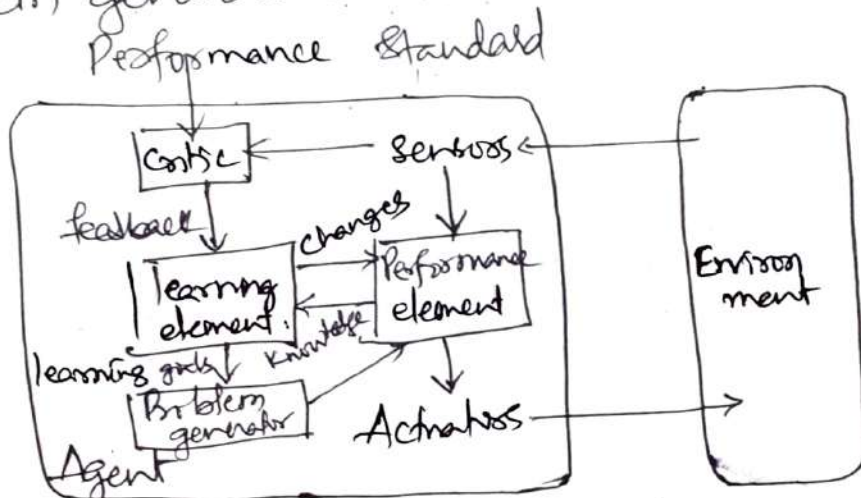 Performance Standard
Critic
Sensors
feedback
changes
Performance
element
learning
element.
Knowledge
Environ
ment
learning goals
Problem
generator
Actuators
Agent